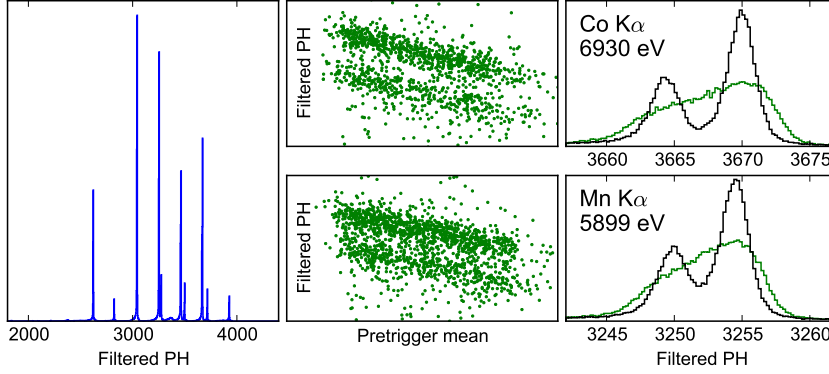 Filtered PH
Co Kα
6930 eV
3660 3665 3670 3675
Filtered PH
Mn Kα
5899 eV
2000 3000 4000
Filtered PH
Pretrigger mean
3245 3250 3255 3260
Filtered PH